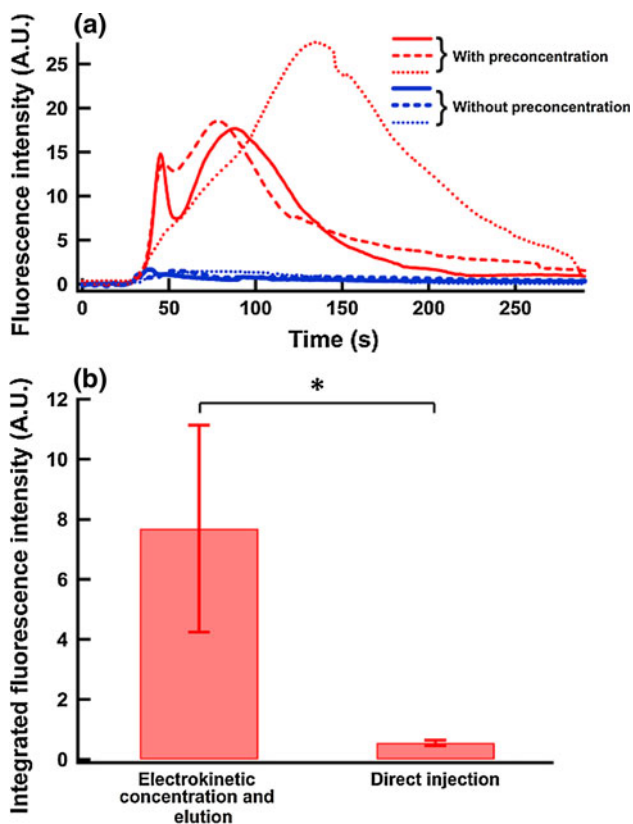 (a)
Fluorescence intensity (A.U.)
25
20
15
10
5
0
With preconcentration
Without preconcentration
0 50 100 150 200 250
Time (s)
(b)
Integrated fluorescence intensity (A.U.)
12
10
8
6
4
2
0
*
Electrokinetic
concentration and
elution
Direct injection